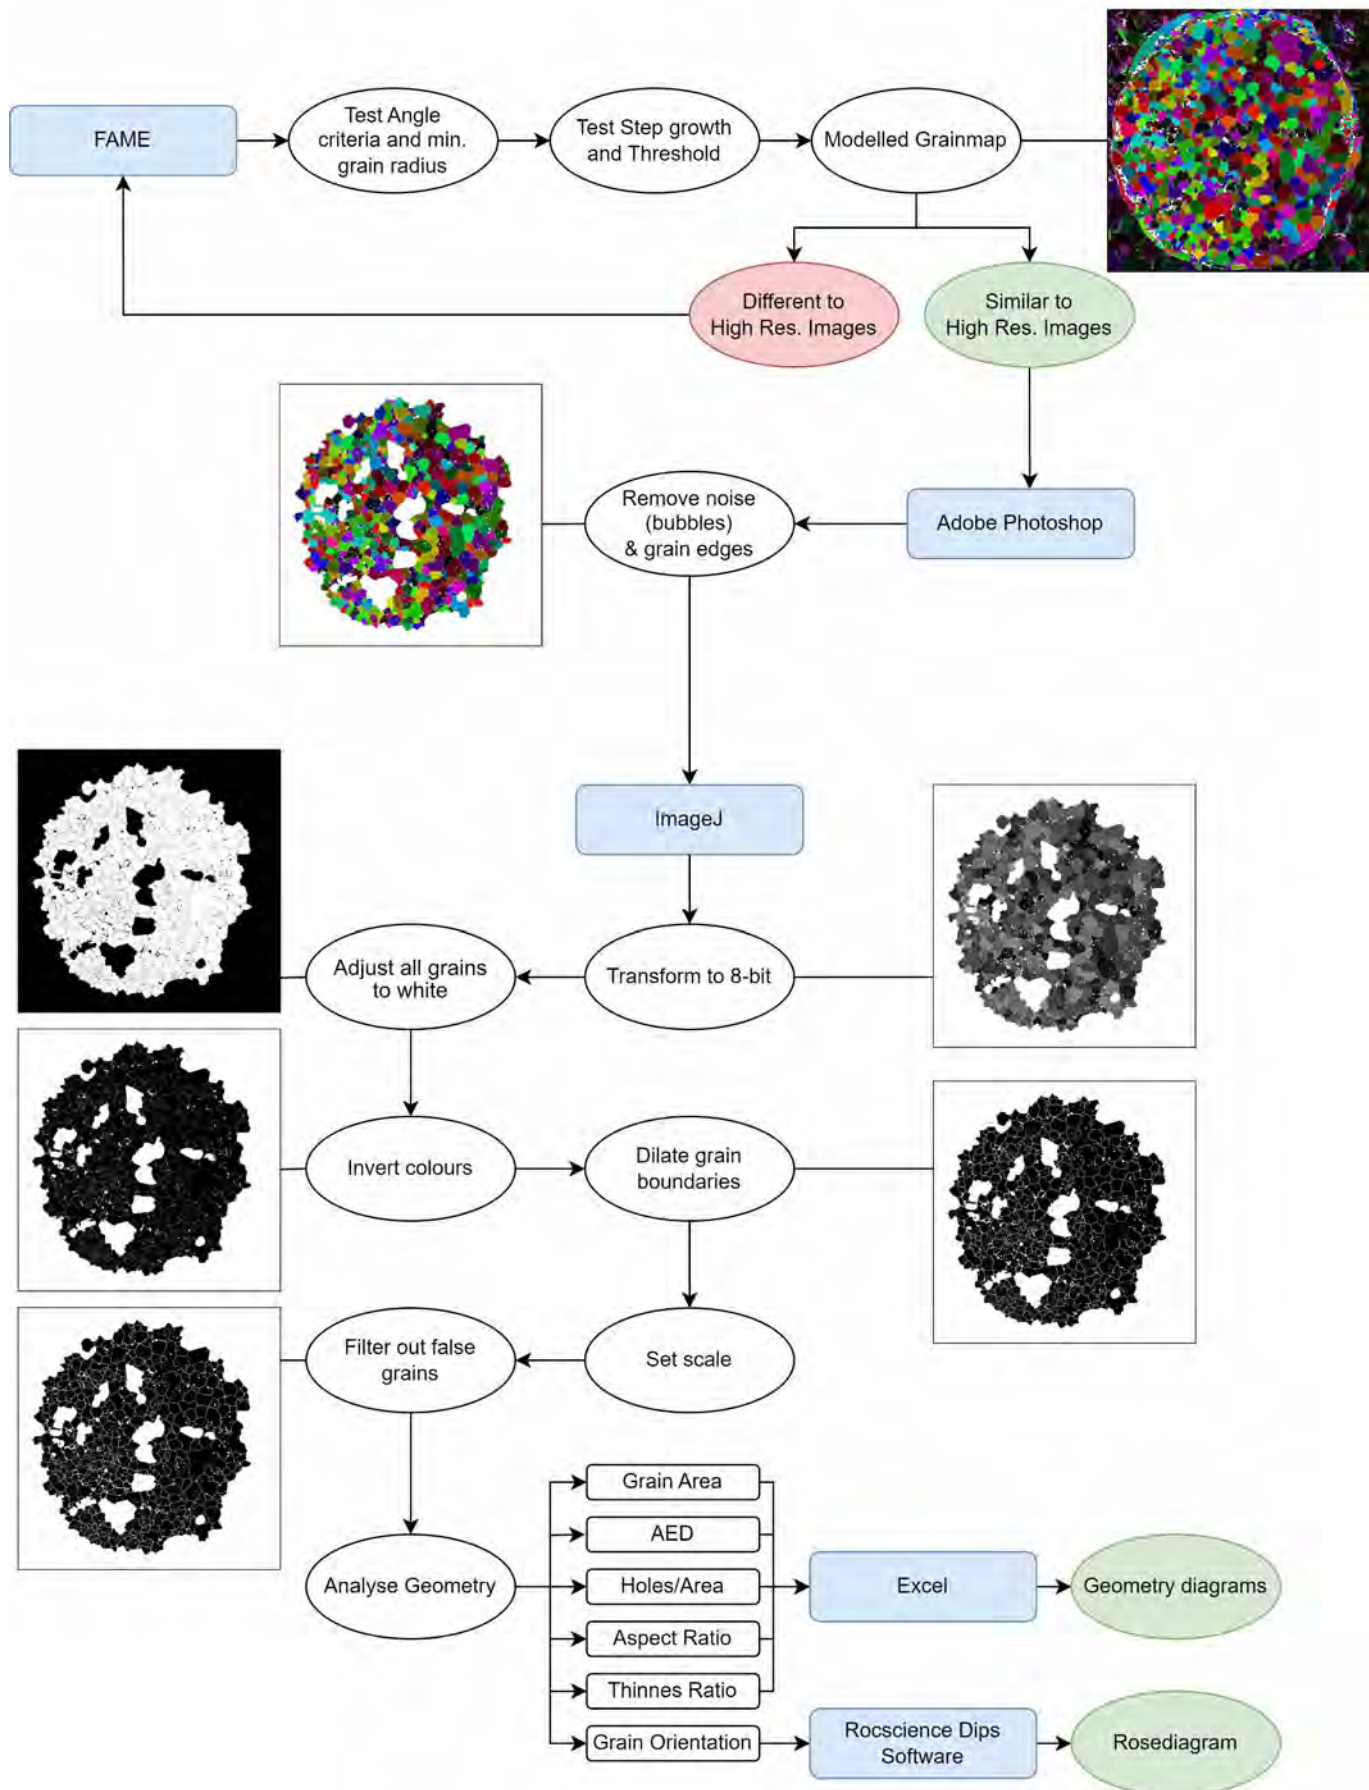 FAME
Test Angle
criteria and min.
grain radius
Test Step growth
and Threshold
Modelled Grainmap
Different to
High Res. Images
Similar to
High Res. Images
Remove noise
(bubbles)
& grain edges
Adobe Photoshop
ImageJ
Adjust all grains
to white
Transform to 8-bit
Invert colours
Dilate grain
boundaries
Filter out false
grains
Set scale
Analyse Geometry
Grain Area
AED
Holes/Area
Aspect Ratio
Thinnes Ratio
Grain Orientation
Excel
Geometry diagrams
Rocscience Dips
Software
Rosediagram